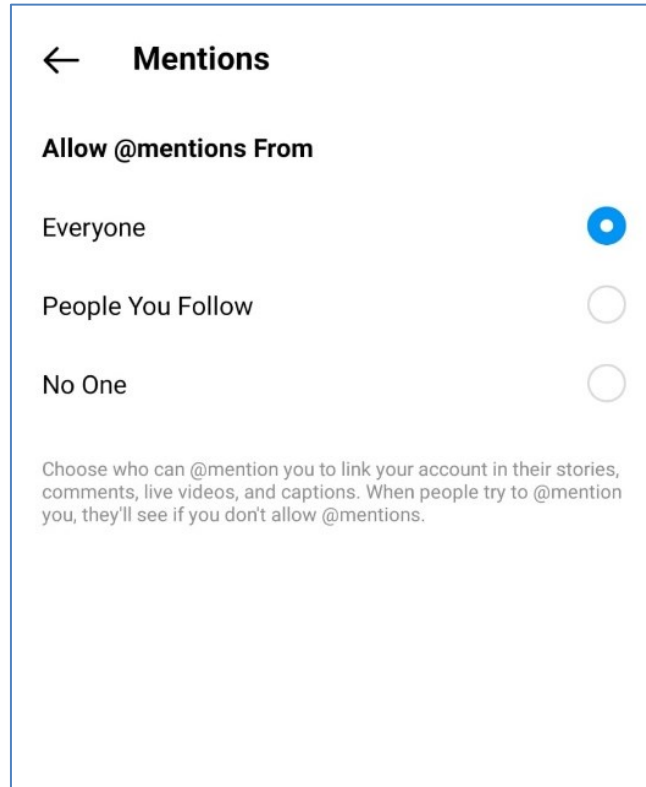 Mentions
Allow @mentions From
Everyone
People You Follow
No One
Choose who can @mention you to link your account in their stories,
comments, live videos, and captions. When people try to @mention
you, they'll see if you don't allow @mentions.